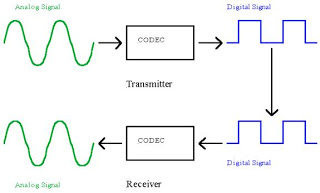 Analog Signal
Digital Signal
CODEC
Transmitter
CODEC
Digital Signal
Analog Signal
Receiver